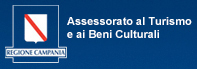 Assessorato al Turismo
e ai Beni Culturali
REGIONE CAMPANIA